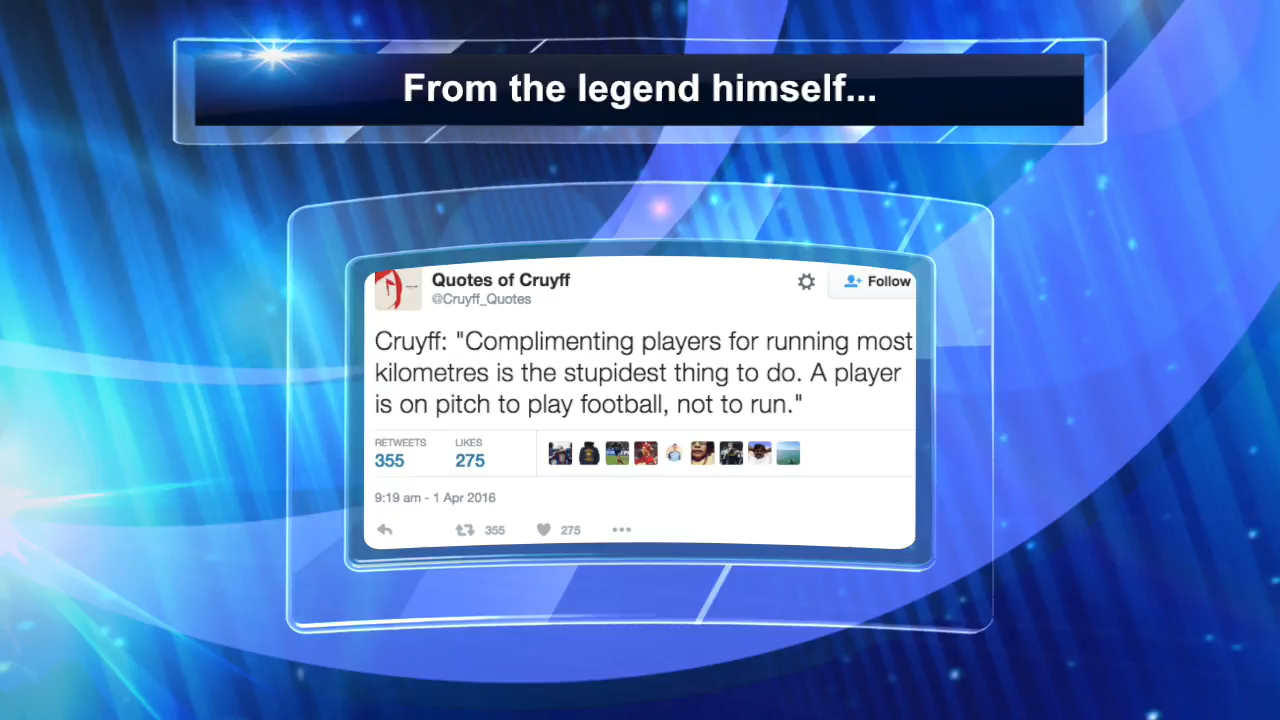 From the legend himself...
Quotes of Cruyff
@Cruyff_Quotes
Follow
Cruyff: "Complimenting players for running most
kilometres is the stupidest thing to do. A player
is on pitch to play football, not to run."
RETWEETS LIKES
355 275
9:19 am - 1 Apr 2016
355 275